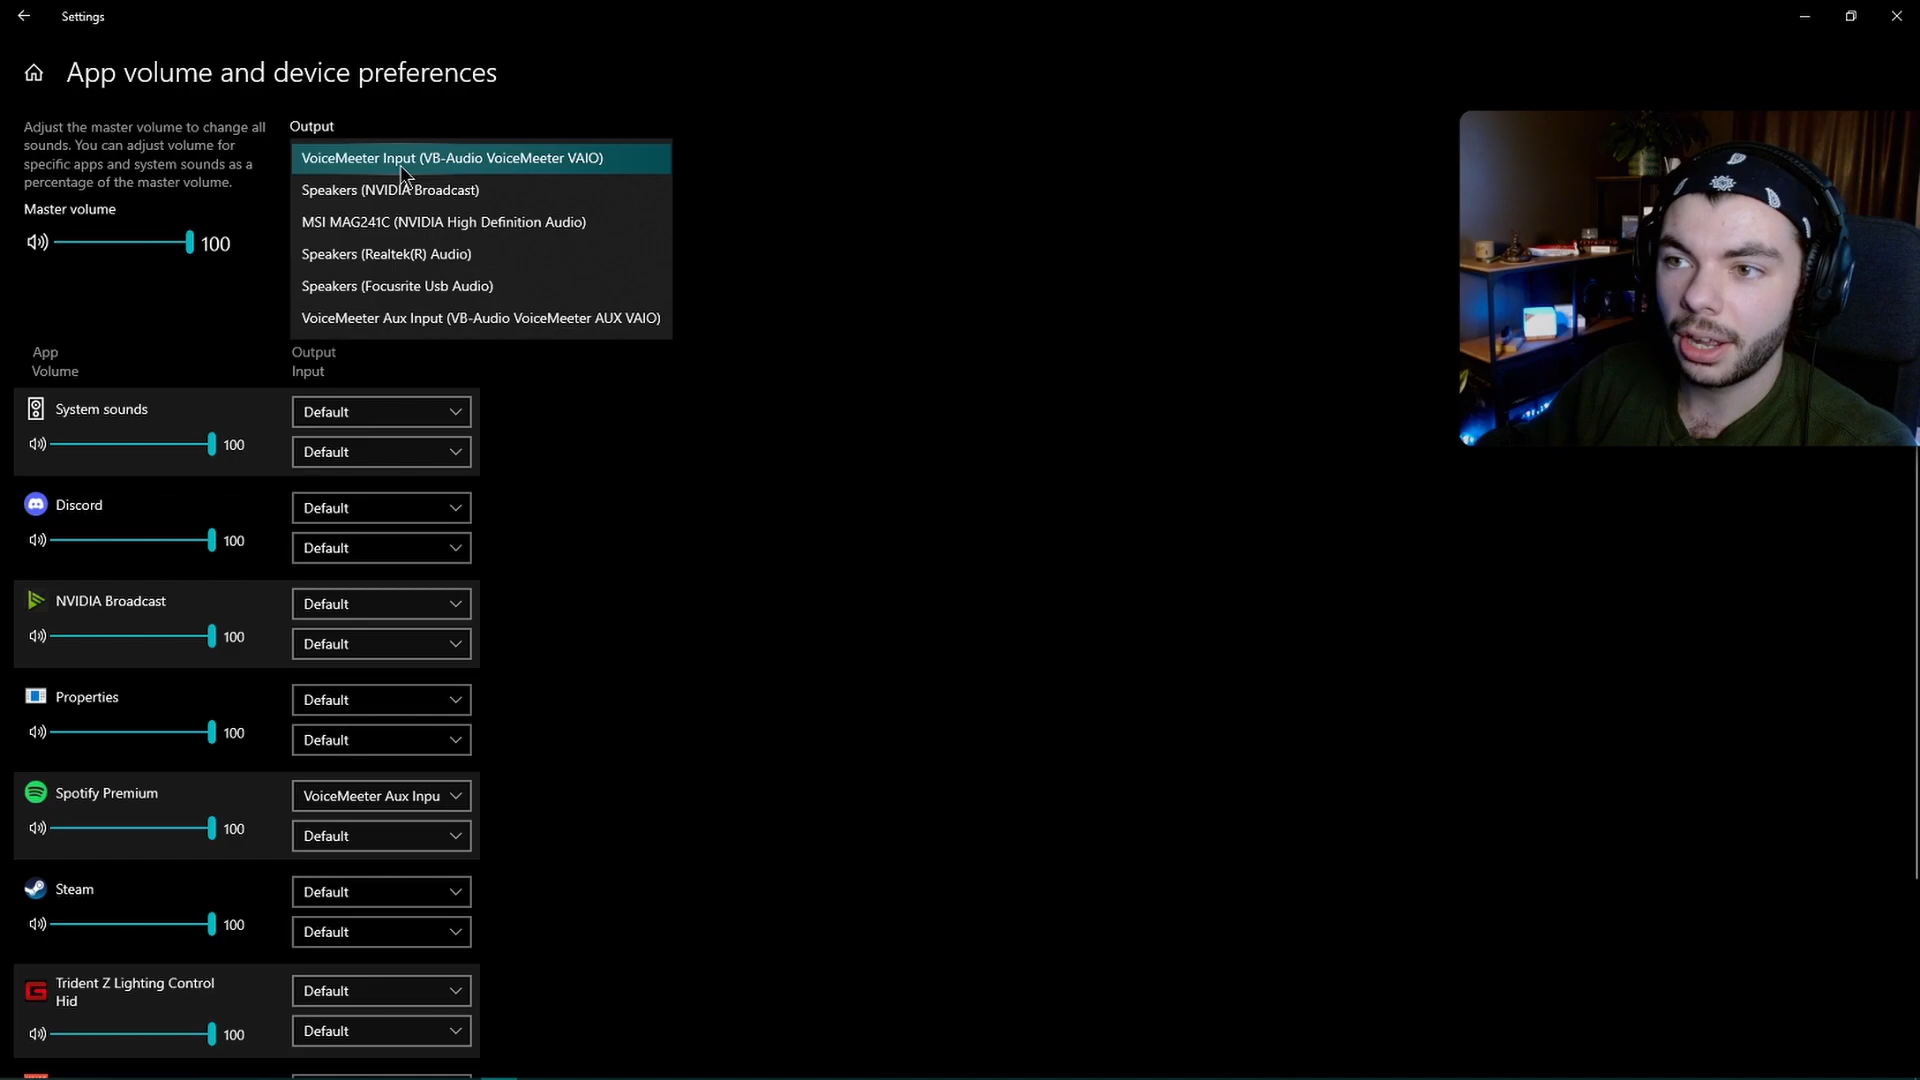 Settings
App volume and device preferences
Adjust the master volume to change all
sounds. You can adjust volume for
specific apps and system sounds as a
percentage of the master volume.
Master volume
100
Output
VoiceMeeter Input (VB-Audio VoiceMeeter VAIO)
Speakers (NVIDIA Broadcast)
MSI MAG241C (NVIDIA High Definition Audio)
Speakers (Realtek(R) Audio)
Speakers (Focusrite Usb Audio)
VoiceMeeter Aux Input (VB-Audio VoiceMeeter AUX VAIO)
App
Volume
Output
Input
System sounds
100
Default
Default
Discord
100
Default
Default
NVIDIA Broadcast
100
Default
Default
Properties
100
Default
Default
Spotify Premium
100
VoiceMeeter Aux Inpu
Default
Steam
100
Default
Default
Trident Z Lighting Control
Hid
100
Default
Default